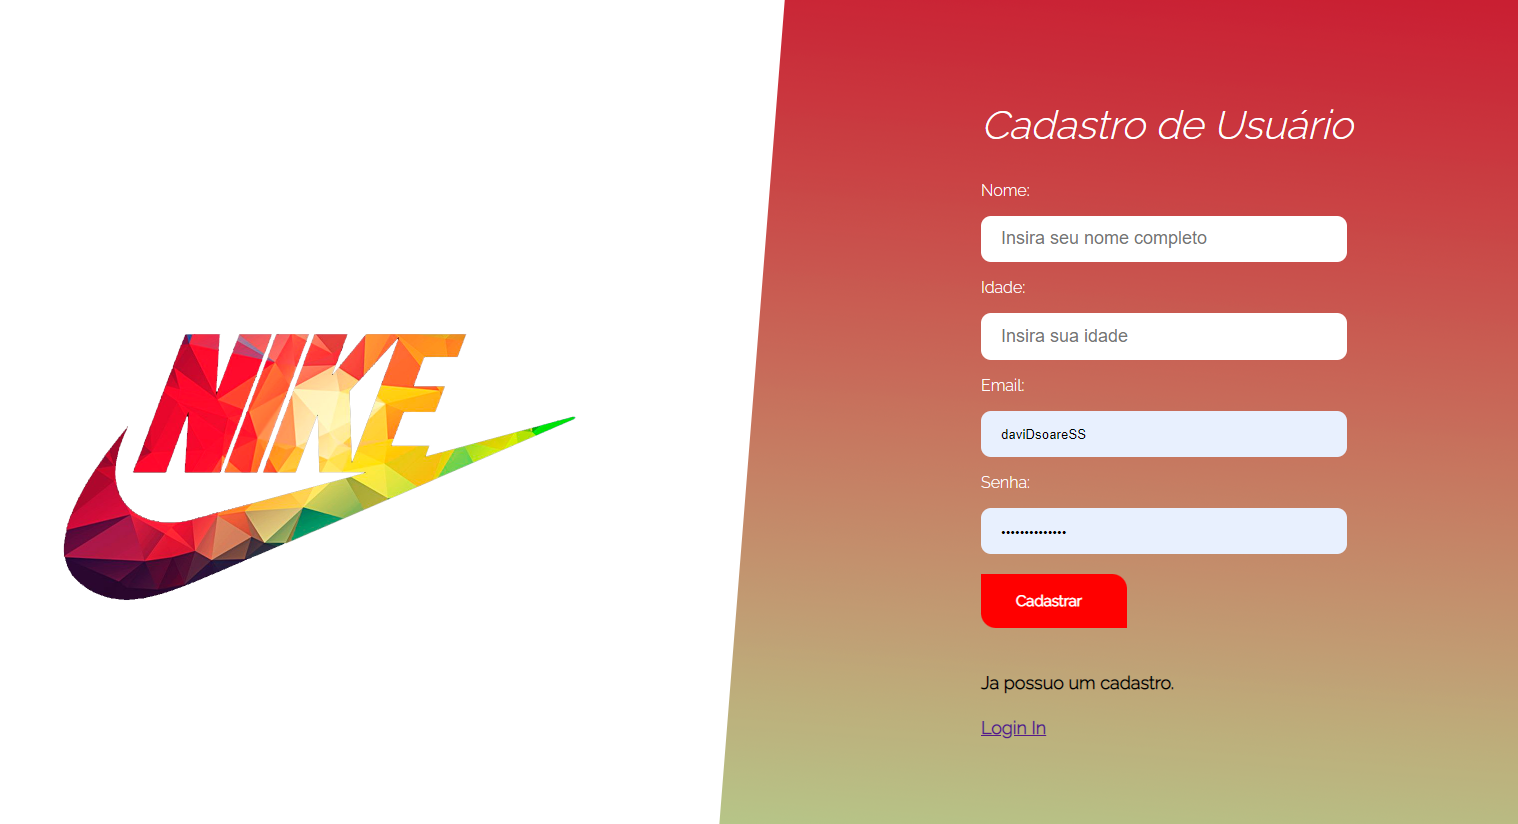 NIKE
Cadastro de Usuário
Nome:
Insira seu nome completo
Idade:
Insira sua idade
Email:
daviDsoareSS
Senha:
••••••••••••••
Cadastrar
Ja possuo um cadastro.
Login In